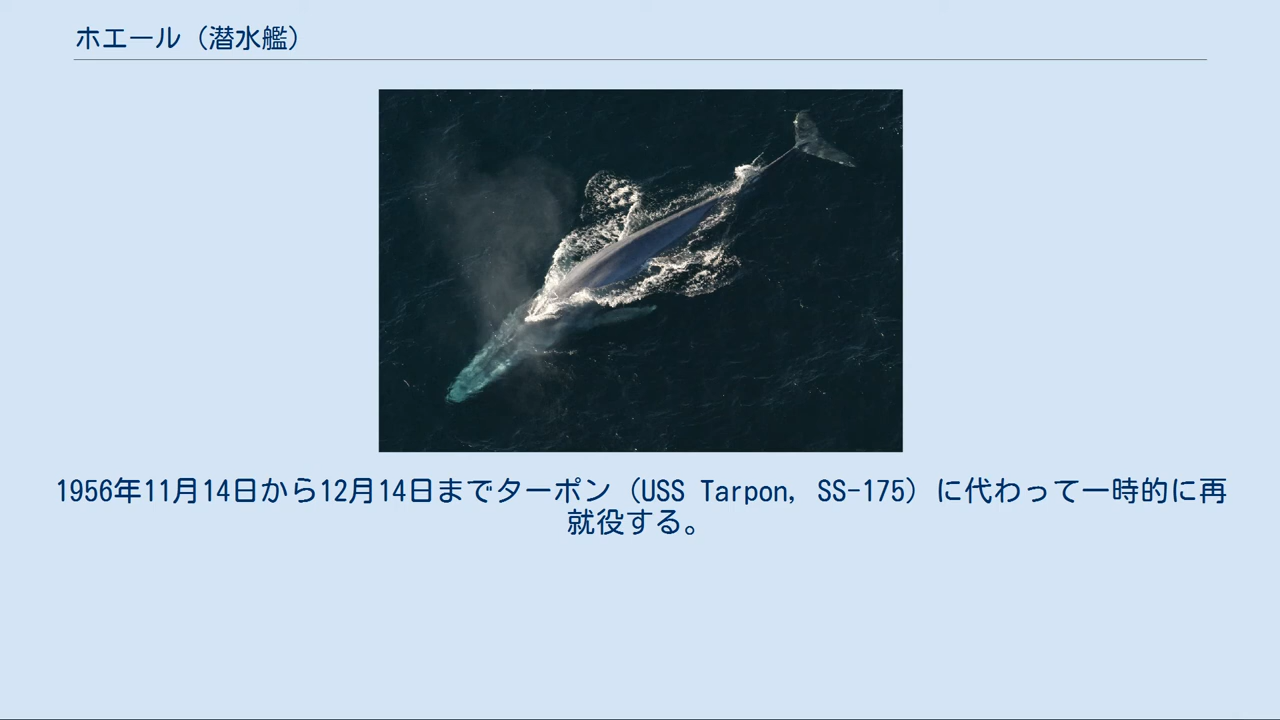 ホエール（潜水艦）
1956年11月14日から12月14日までターポン（USS Tarpon, SS-175）に代わって一時的に再
就役する。